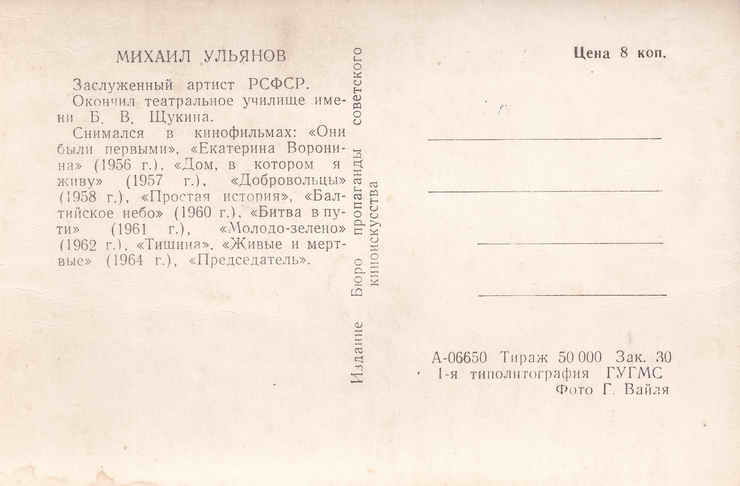 МИХАИЛ УЛЬЯНОВ
Заслуженный артист РСФСР.
Окончил театральное училище име-
ни Б. В. Щукина.
Снимался в кинофильмах: «Они
были первыми», «Екатерина Ворони-
на» (1956 г.), «Дом, в котором я
живу» (1957 г.), «Добровольцы»
(1958 г.), «Простая история», «Бал-
тийское небо» (1960 г.), «Битва в пу-
ти» (1961 г.), «Молодо-зелено»
(1962 г.), «Тишина», «Живые и мерт-
вые» (1964 г.), «Председатель».
Издание Бюро пропаганды советского
киноискусства
Цена 8 коп.
А-06650 Тираж 50 000 Зак. 30
1-я типолитография ГУГМС
Фото Г. Вайля